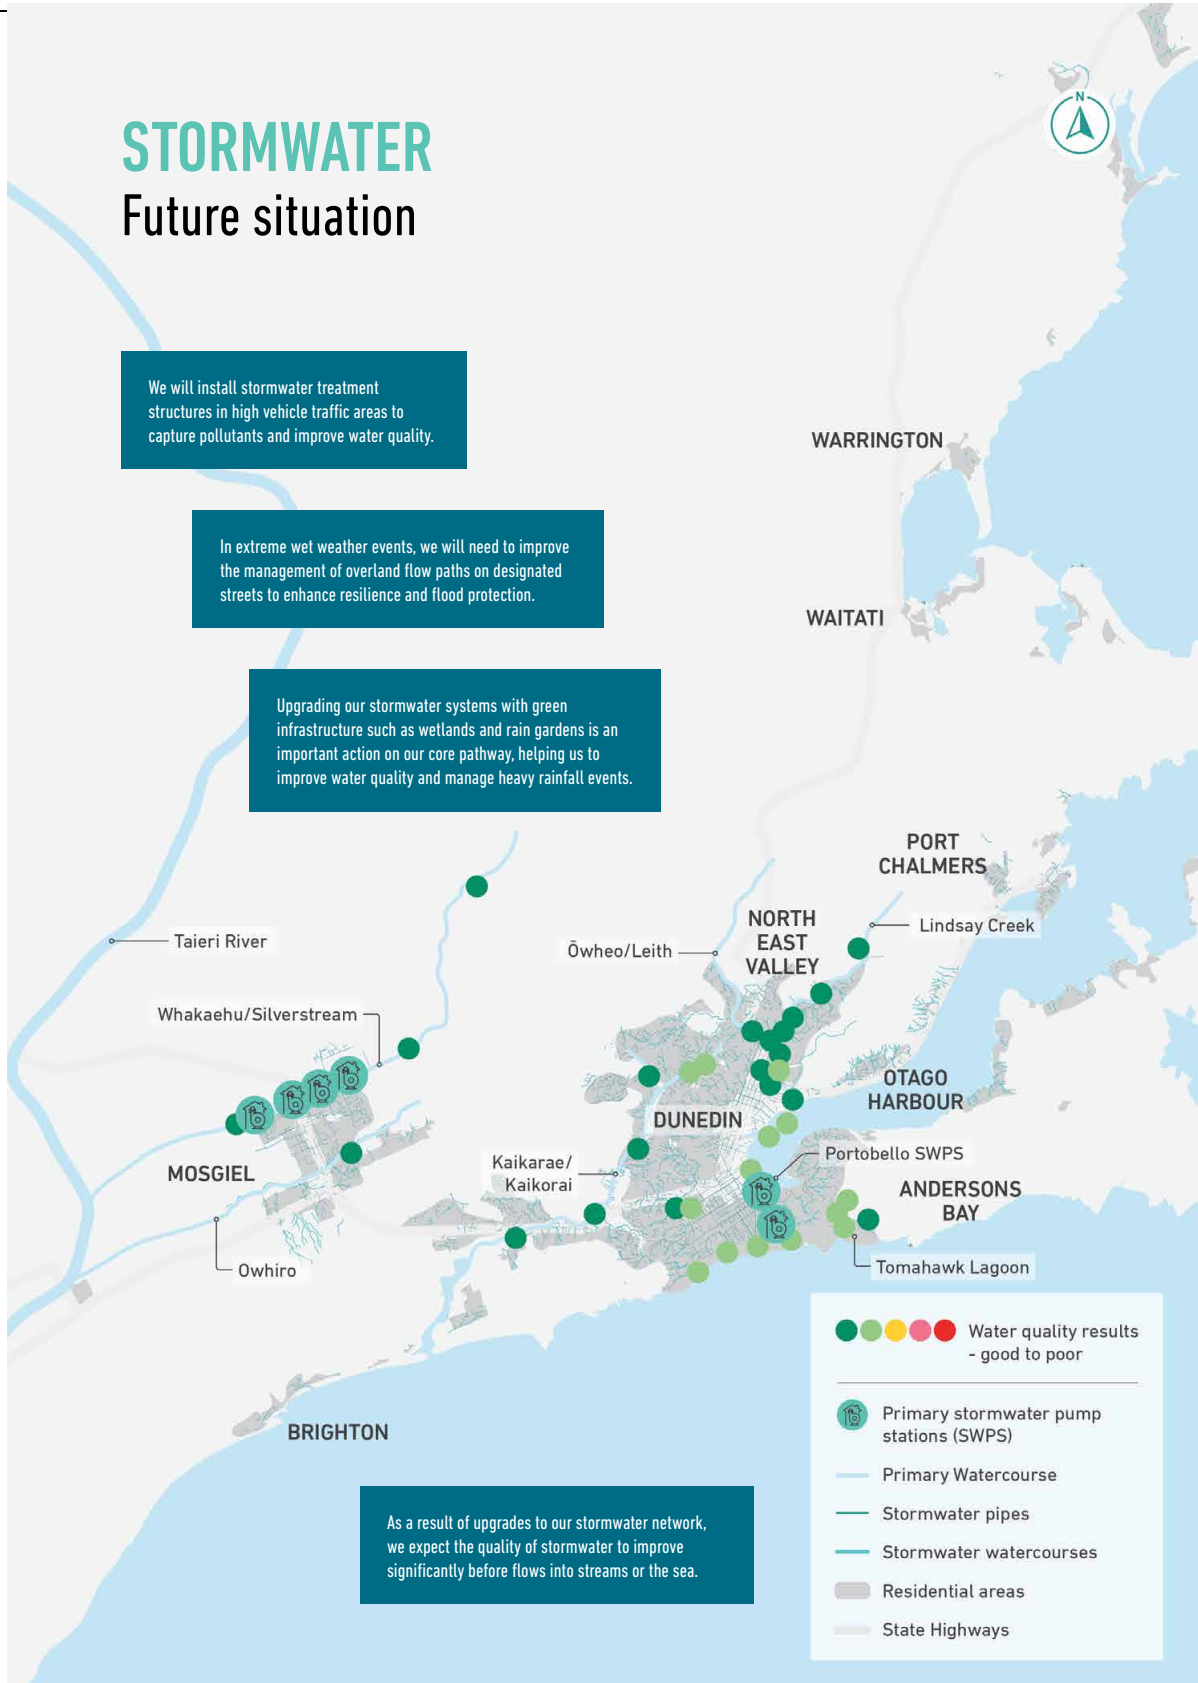 N
STORMWATER
Future situation
We will install stormwater treatment
structures in high vehicle traffic areas to
capture pollutants and improve water quality.
WARRINGTON
In extreme wet weather events, we will need to improve
the management of overland flow paths on designated
streets to enhance resilience and flood protection.
WAITATI
Upgrading our stormwater systems with green
infrastructure such as wetlands and rain gardens is an
important action on our core pathway, helping us to
improve water quality and manage heavy rainfall events.
PORT
CHALMERS
NORTH
EAST
VALLEY
Lindsay Creek
Taieri River
Ōwheo/Leith
Whakaehu/Silverstream
OTAGO
HARBOUR
DUNEDIN
MOSGIEL
Kaikarae/
Kaikorai
Portobello SWPS
ANDERSONS
BAY
Owhiro
Tomahawk Lagoon
Water quality results
- good to poor
Primary stormwater pump
stations (SWPS)
Primary Watercourse
Stormwater pipes
Stormwater watercourses
Residential areas
State Highways
BRIGHTON
As a result of upgrades to our stormwater network,
we expect the quality of stormwater to improve
significantly before flows into streams or the sea.